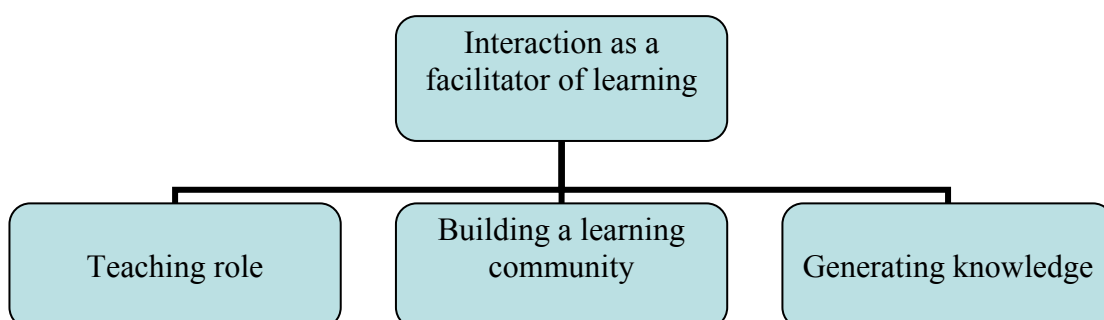 Interaction as a
facilitator of learning
Teaching role
Building a learning
community
Generating knowledge